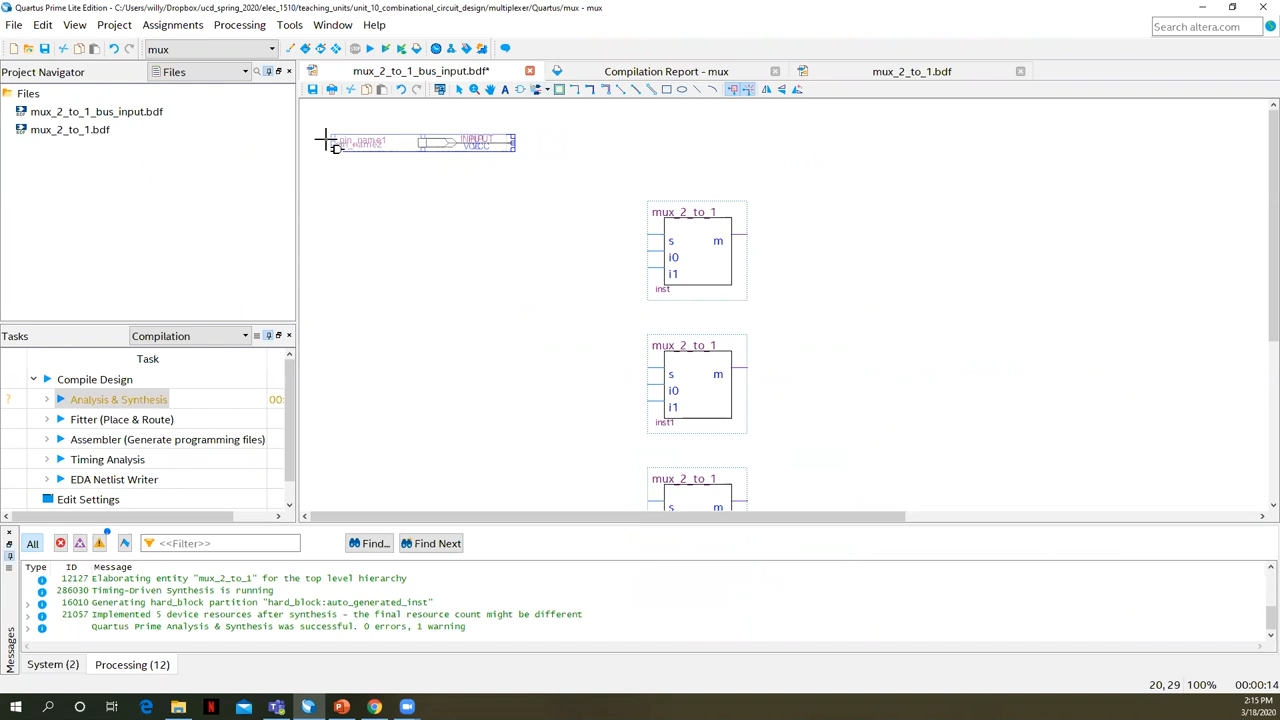 Quartus Prime Lite Edition - C:/Users/willy/Dropbox/ucd_spring_2020/elec_1510/teaching_units/unit_10_combinational_circuit_design/multiplexer/Quartus/mux - mux
File Edit View Project Assignments Processing Tools Window Help
Search altera.com
mux
Project Navigator
Files
mux_2_to_1_bus_input.bdf*
Compilation Report - mux
mux_2_to_1.bdf
Files
mux_2_to_1_bus_input.bdf
mux_2_to_1.bdf
pin_name1
INPUT
VCC
mux_2_to_1
s m
i0
i1
inst
mux_2_to_1
s m
i0
i1
inst1
mux_2_to_1
s m
Tasks
Compilation
Task
Compile Design
Analysis & Synthesis
00:
Fitter (Place & Route)
Assembler (Generate programming files)
Timing Analysis
EDA Netlist Writer
Edit Settings
All
<<Filter>>
Find...
Find Next
Type ID Message
12127 Elaborating entity "mux_2_to_1" for the top level hierarchy
286030 Timing-Driven Synthesis is running
16010 Generating hard_block partition "hard_block:auto_generated_inst"
21057 Implemented 5 device resources after synthesis - the final resource count might be different
Quartus Prime Analysis & Synthesis was successful. 0 errors, 1 warning
Messages
System (2)
Processing (12)
20, 29 100% 00:00:14
2:15 PM
3/18/2020